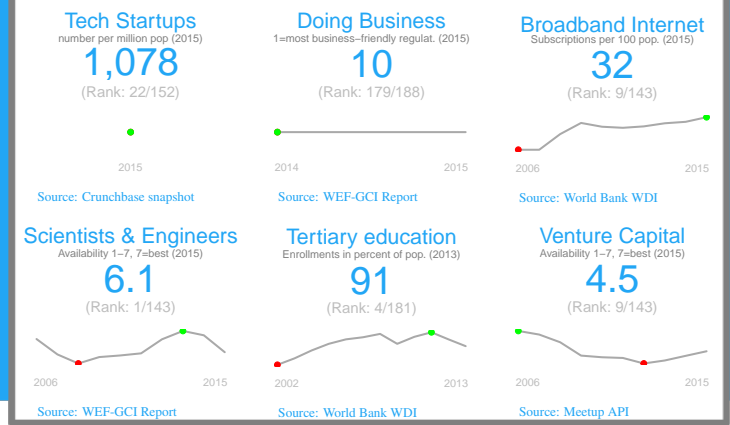 Tech Startups
number per million pop (2015)
1,078
(Rank: 22/152)
2015
Source: Crunchbase snapshot
Doing Business
1=most business−friendly regulat. (2015)
10
(Rank: 179/188)
2014 2015
Source: WEF-GCI Report
Broadband Internet
Subscriptions per 100 pop. (2015)
32
(Rank: 9/143)
2006 2015
Source: World Bank WDI
Scientists & Engineers
Availability 1−7, 7=best (2015)
6.1
(Rank: 1/143)
2006 2015
Source: WEF-GCI Report
Tertiary education
Enrollments in percent of pop. (2013)
91
(Rank: 4/181)
2002 2013
Source: World Bank WDI
Venture Capital
Availability 1−7, 7=best (2015)
4.5
(Rank: 9/143)
2006 2015
Source: Meetup API